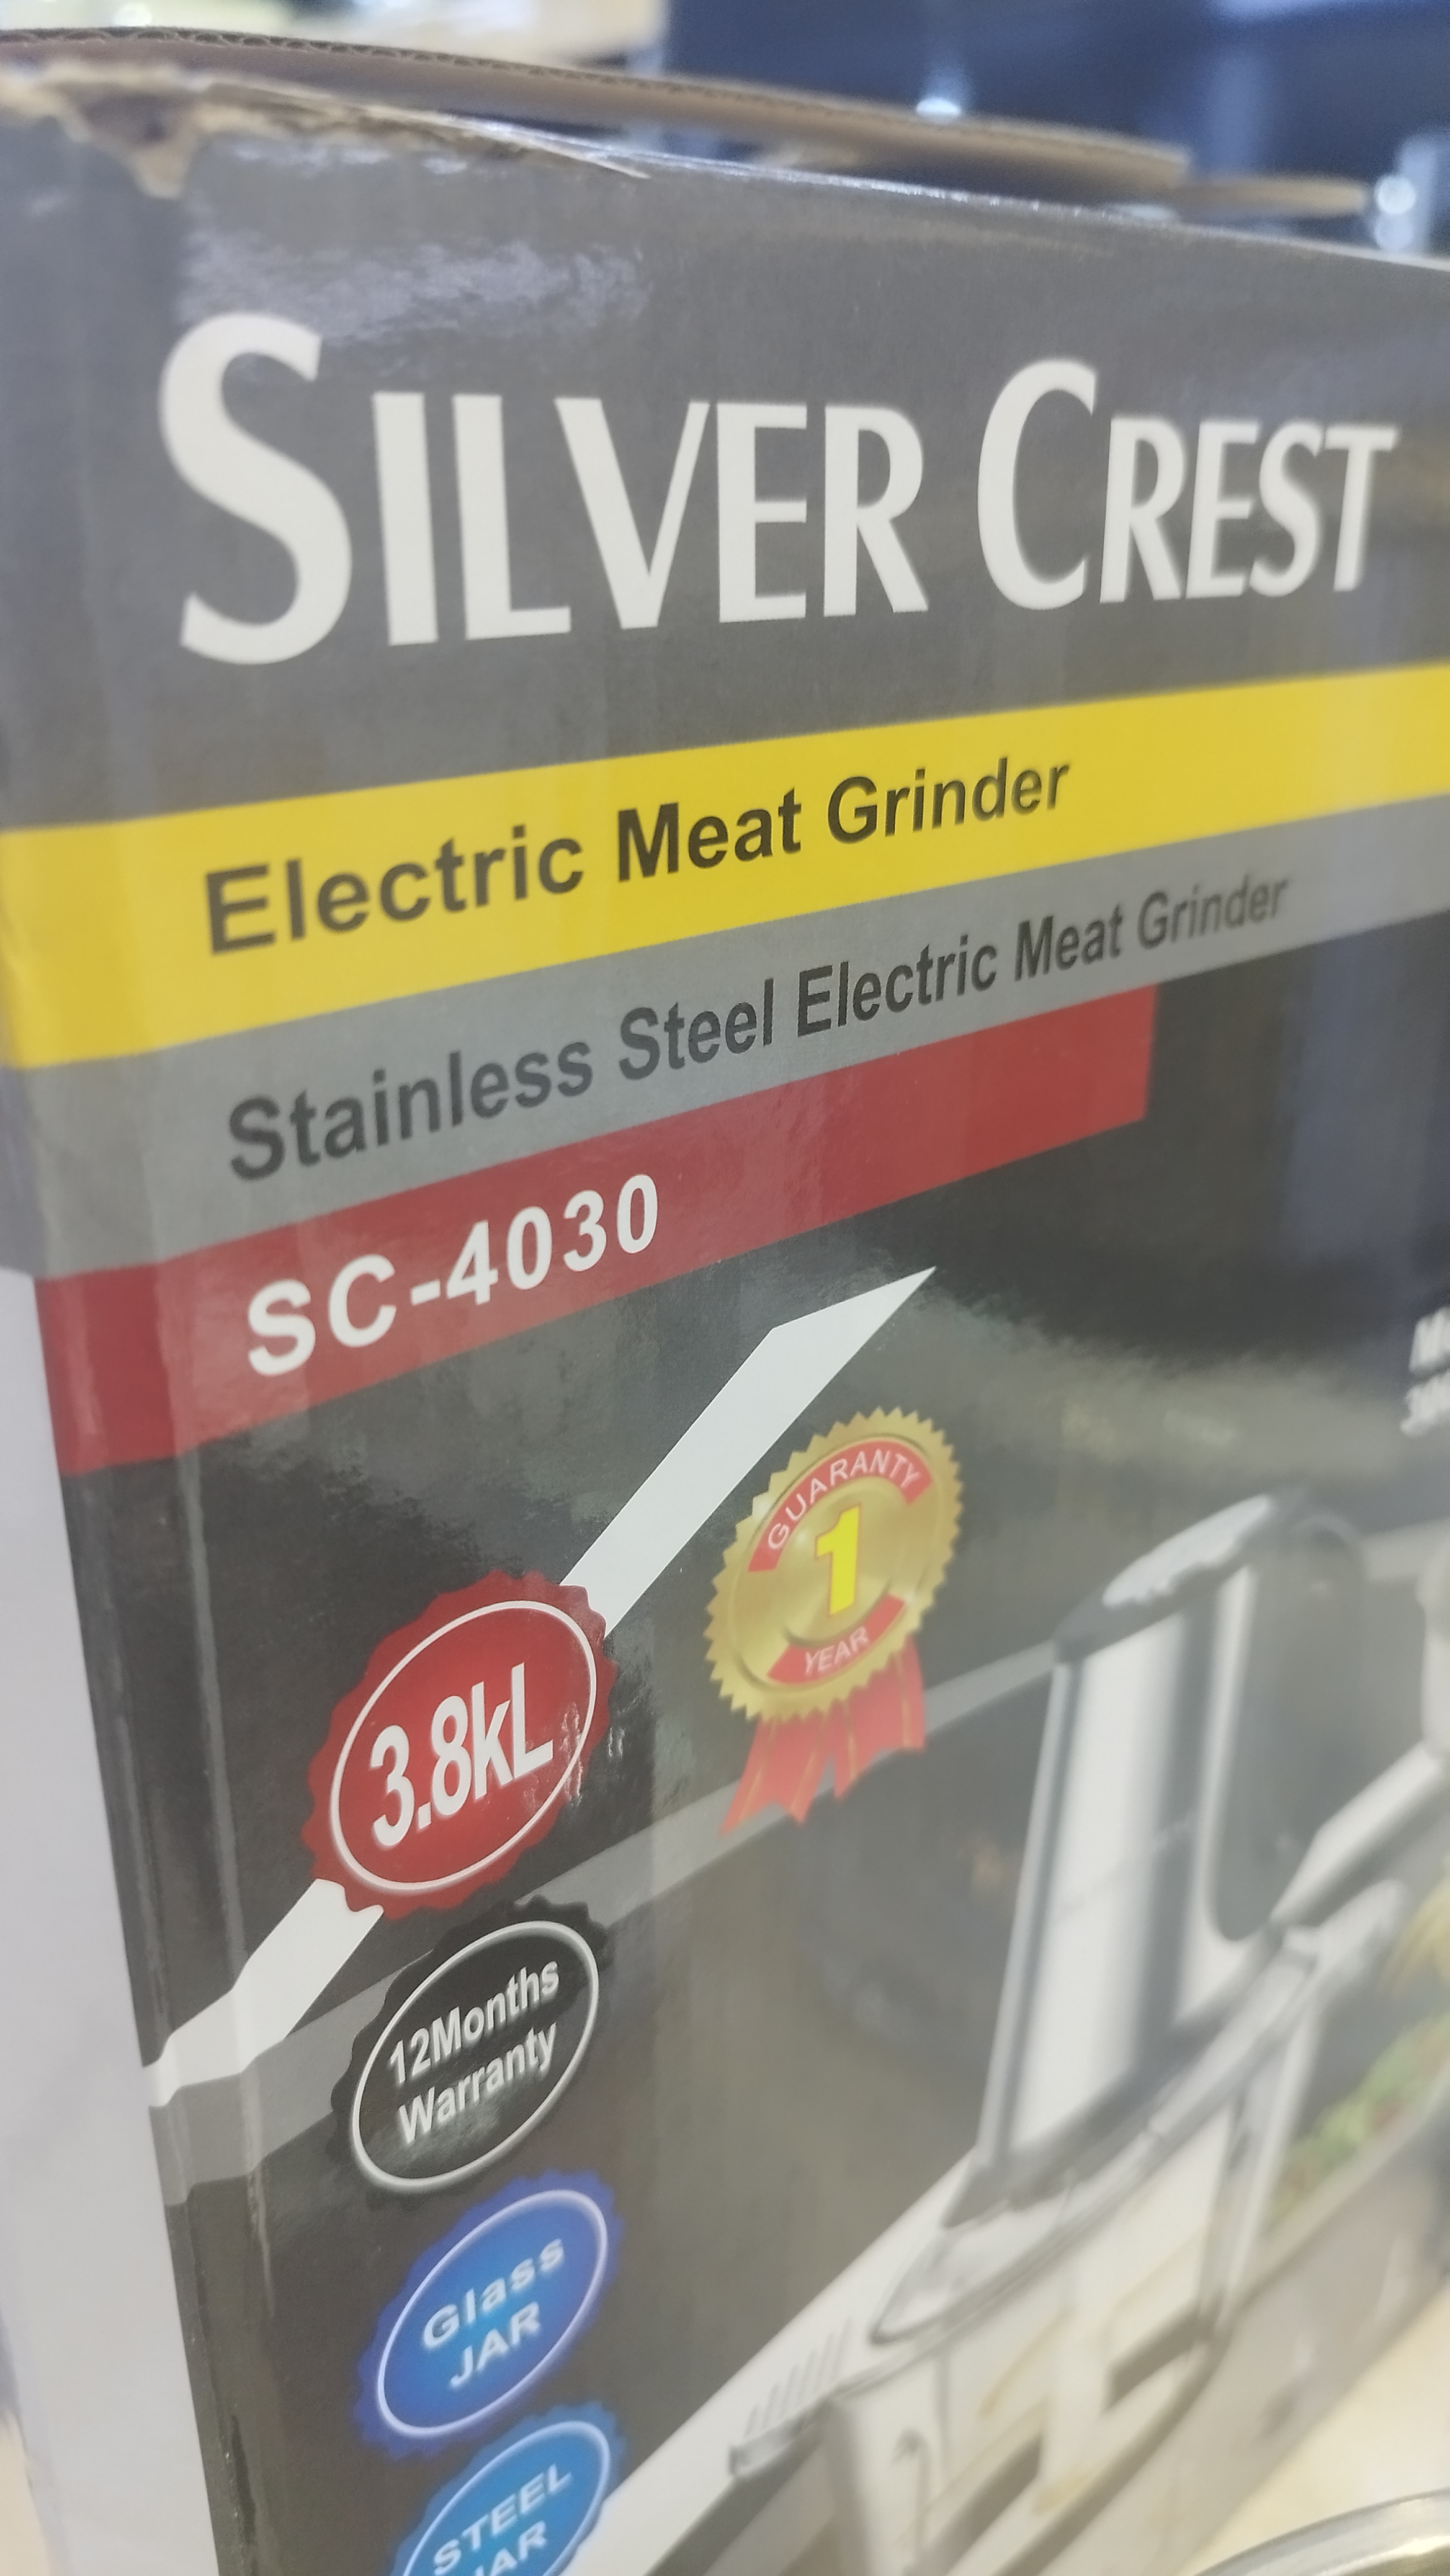 SILVER CREST
Electric Meat Grinder
Stainless Steel Electric Meat Grinder
SC-4030
GUARANTY
1
YEAR
3.8kL
12Months
Warranty
Glass
JAR
STEEL
JAR